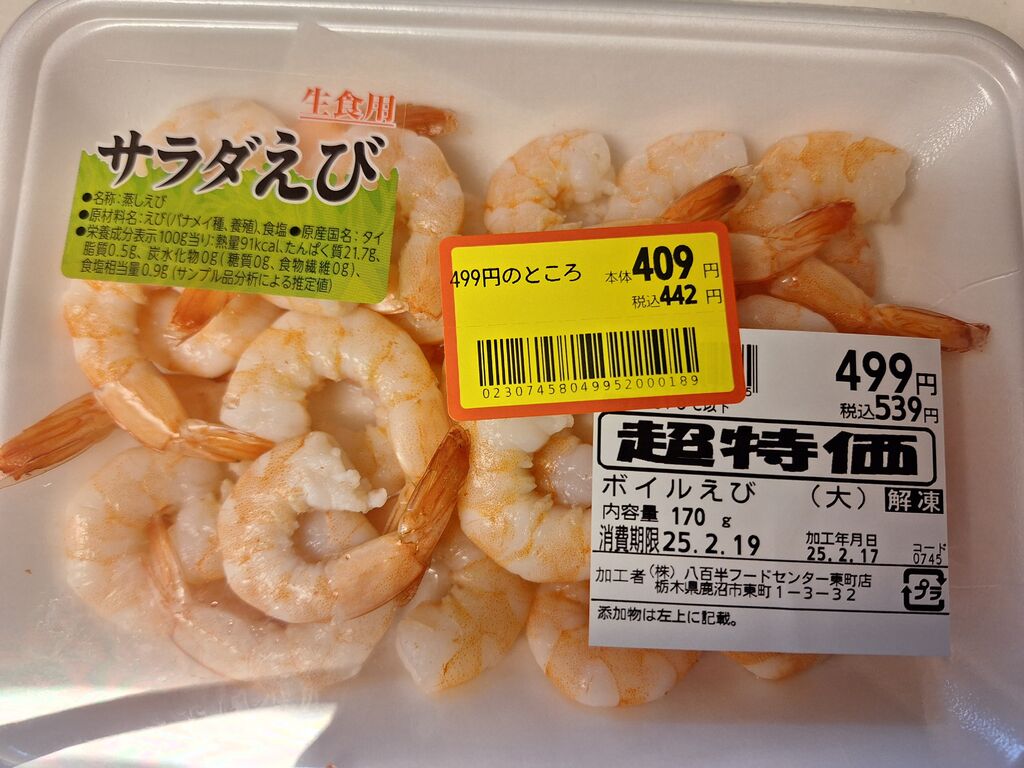 生食用
サラダえび
●名称:蒸しえび
●原材料名:えび(バナメイ種、養殖)、食塩●原産国名:タイ
●栄養成分表示100g当り:熱量91kcal、たんぱく質21.7g、
脂質0.5g、炭水化物0g(糖質0g、食物繊維0g)、
食塩相当量0.9g(サンプル品分析による推定値)
499円のところ 本体409円
税込442円
02307458049952000189
499円
税込539円
超特価
ボイルえび (大) 解凍
内容量 170 g
消費期限25.2.19
加工年月日
25.2.17
コード
0745
加工者(株)八百半フードセンター東町店
栃木県鹿沼市東町1-3-32
プラ
添加物は左上に記載。